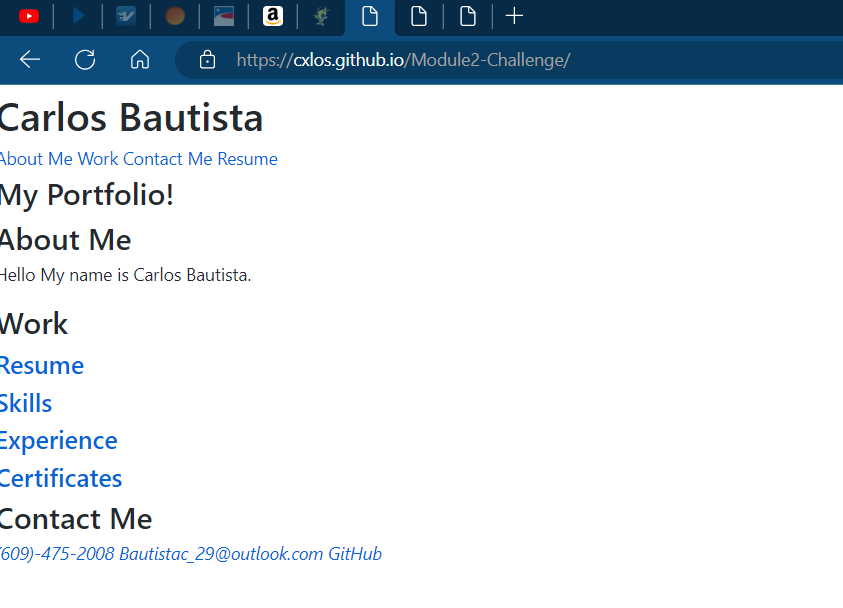 a
https://cxlos.github.io/Module2-Challenge/
Carlos Bautista
About Me Work Contact Me Resume
My Portfolio!
About Me
Hello My name is Carlos Bautista.
Work
Resume
Skills
Experience
Certificates
Contact Me
(609)-475-2008 Bautistac_29@outlook.com GitHub